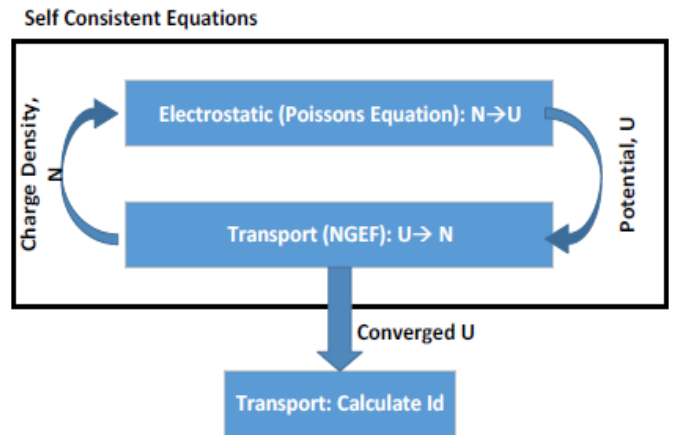 Self Consistent Equations
Electrostatic (Poissons Equation): N→U
Charge Density,
N
Potential, U
Transport (NGEF): U→ N
Converged U
Transport: Calculate Id